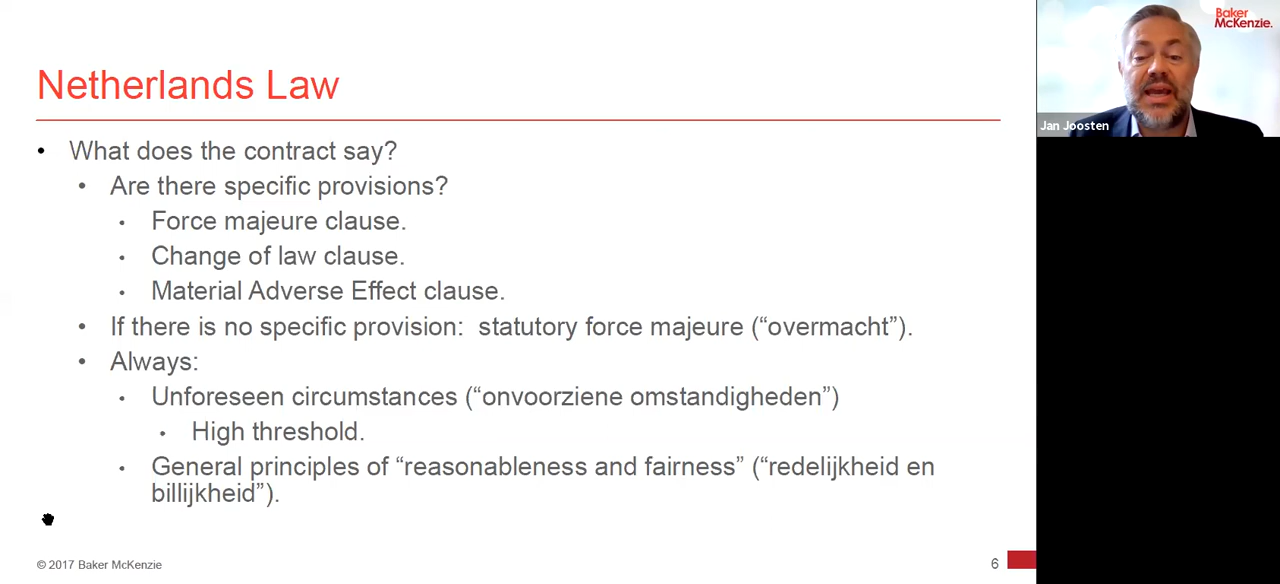 Baker
McKenzie.
Netherlands Law
Jan Joosten
• What does the contract say?
• Are there specific provisions?
• Force majeure clause.
• Change of law clause.
• Material Adverse Effect clause.
• If there is no specific provision: statutory force majeure (“overmacht”).
• Always:
• Unforeseen circumstances (“onvoorziene omstandigheden”)
• High threshold.
• General principles of “reasonableness and fairness” (“redelijkheid en
billijkheid”).
© 2017 Baker McKenzie
6